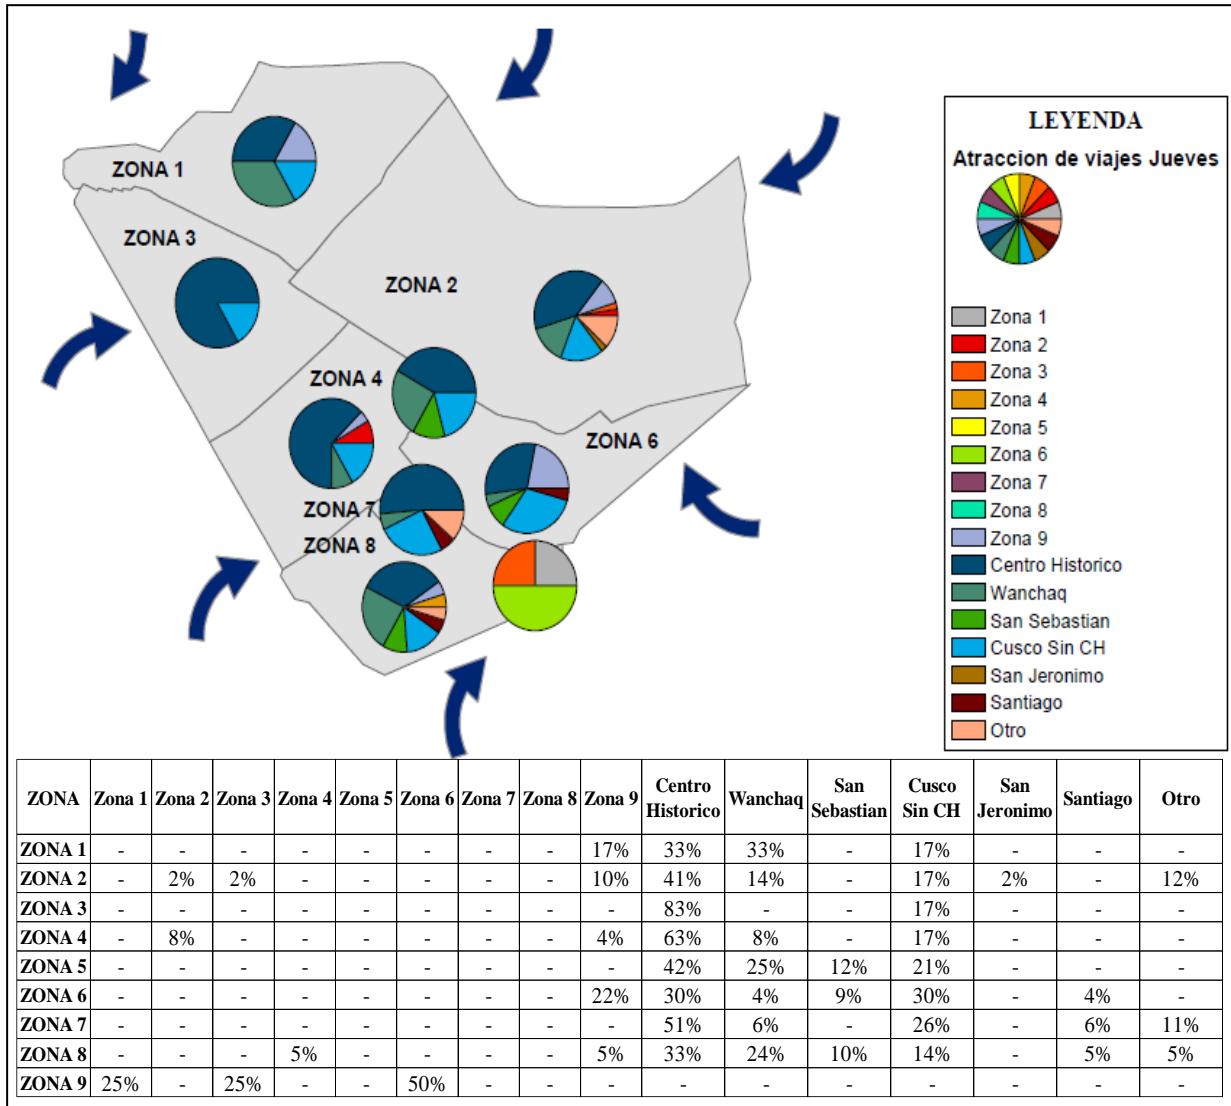 ZONA 1
ZONA 3
ZONA 2
ZONA 4
ZONA 6
ZONA 7
ZONA 8
LEYENDA
Atraccion de viajes Jueves
Zona 1
Zona 2
Zona 3
Zona 4
Zona 5
Zona 6
Zona 7
Zona 8
Zona 9
Centro Historico
Wanchaq
San Sebastian
Cusco Sin CH
San Jeronimo
Santiago
Otro
ZONA Zona 1 Zona 2 Zona 3 Zona 4 Zona 5 Zona 6 Zona 7 Zona 8 Zona 9 Centro Historico Wanchaq San Sebastian Cusco Sin CH San Jeronimo Santiago Otro
ZONA 1 - - - - - - - - 17% 33% 33% - 17% - - -
ZONA 2 - 2% 2% - - - - - 10% 41% 14% - 17% 2% - 12%
ZONA 3 - - - - - - - - - 83% - - 17% - - -
ZONA 4 - 8% - - - - - - 4% 63% 8% - 17% - - -
ZONA 5 - - - - - - - - - 42% 25% 12% 21% - - -
ZONA 6 - - - - - - - - 22% 30% 4% 9% 30% - 4% -
ZONA 7 - - - - - - - - - 51% 6% - 26% - 6% 11%
ZONA 8 - - - 5% - - - - 5% 33% 24% 10% 14% - 5% 5%
ZONA 9 25% - 25% - - 50% - - - - - - - - - -